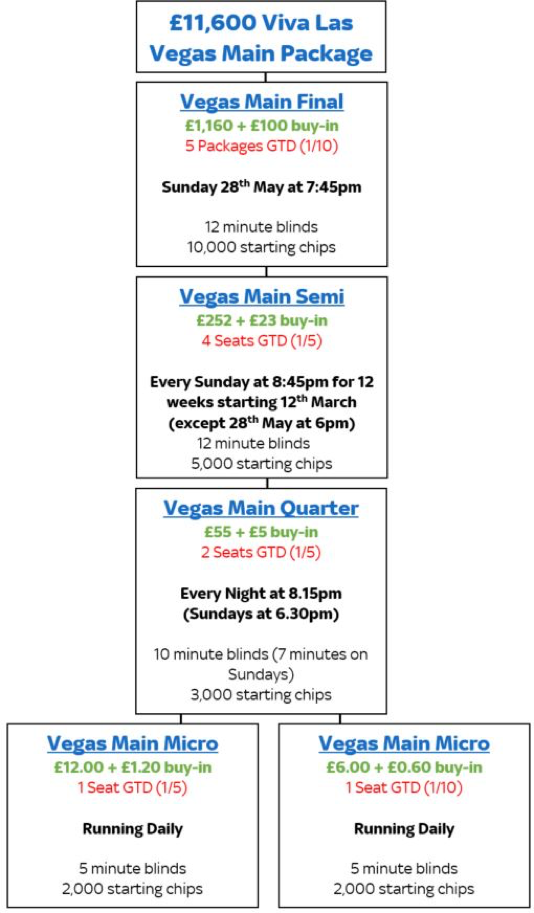 £11,600 Viva Las
Vegas Main Package
Vegas Main Final
£1,160 + £100 buy-in
5 Packages GTD (1/10)
Sunday 28th May at 7:45pm
12 minute blinds
10,000 starting chips
Vegas Main Semi
£252 + £23 buy-in
4 Seats GTD (1/5)
Every Sunday at 8:45pm for 12
weeks starting 12th March
(except 28th May at 6pm)
12 minute blinds
5,000 starting chips
Vegas Main Quarter
£55 + £5 buy-in
2 Seats GTD (1/5)
Every Night at 8.15pm
(Sundays at 6.30pm)
10 minute blinds (7 minutes on
Sundays)
3,000 starting chips
Vegas Main Micro
£12.00 + £1.20 buy-in
1 Seat GTD (1/5)
Running Daily
5 minute blinds
2,000 starting chips
Vegas Main Micro
£6.00 + £0.60 buy-in
1 Seat GTD (1/10)
Running Daily
5 minute blinds
2,000 starting chips